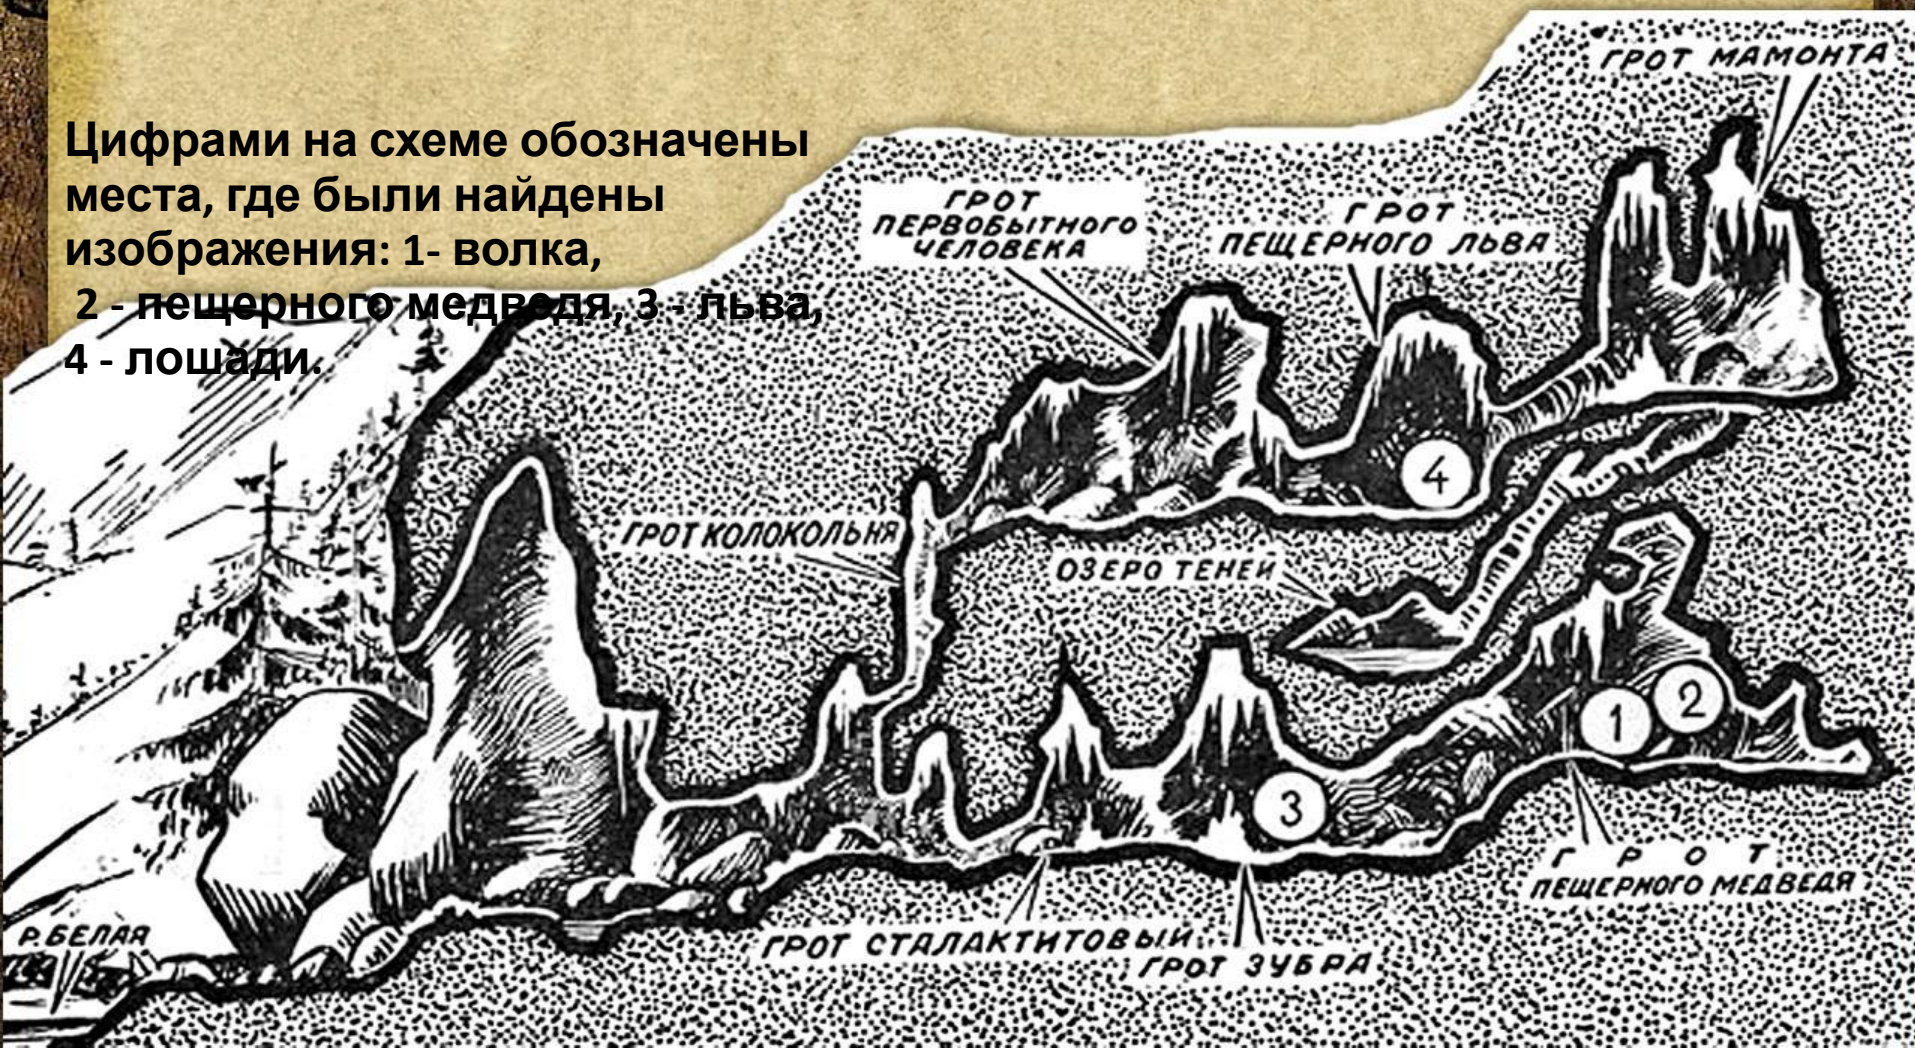 Цифрами на схеме обозначены
места, где были найдены
изображения: 1- волка,
2 - пещерного медведя, 3 - льва,
4 - лошади.
ГРОТ МАМОНТА
ГРОТ
ПЕРВОБЫТНОГО
ЧЕЛОВЕКА
ГРОТ
ПЕЩЕРНОГО ЛЬВА
4
ГРОТ КОЛОКОЛЬНЯ
ОЗЕРО ТЕНЕЙ
1
2
3
ГРОТ
ПЕЩЕРНОГО МЕДВЕДЯ
Р. БЕЛАЯ
ГРОТ СТАЛАКТИТОВЫЙ
ГРОТ ЗУБРА